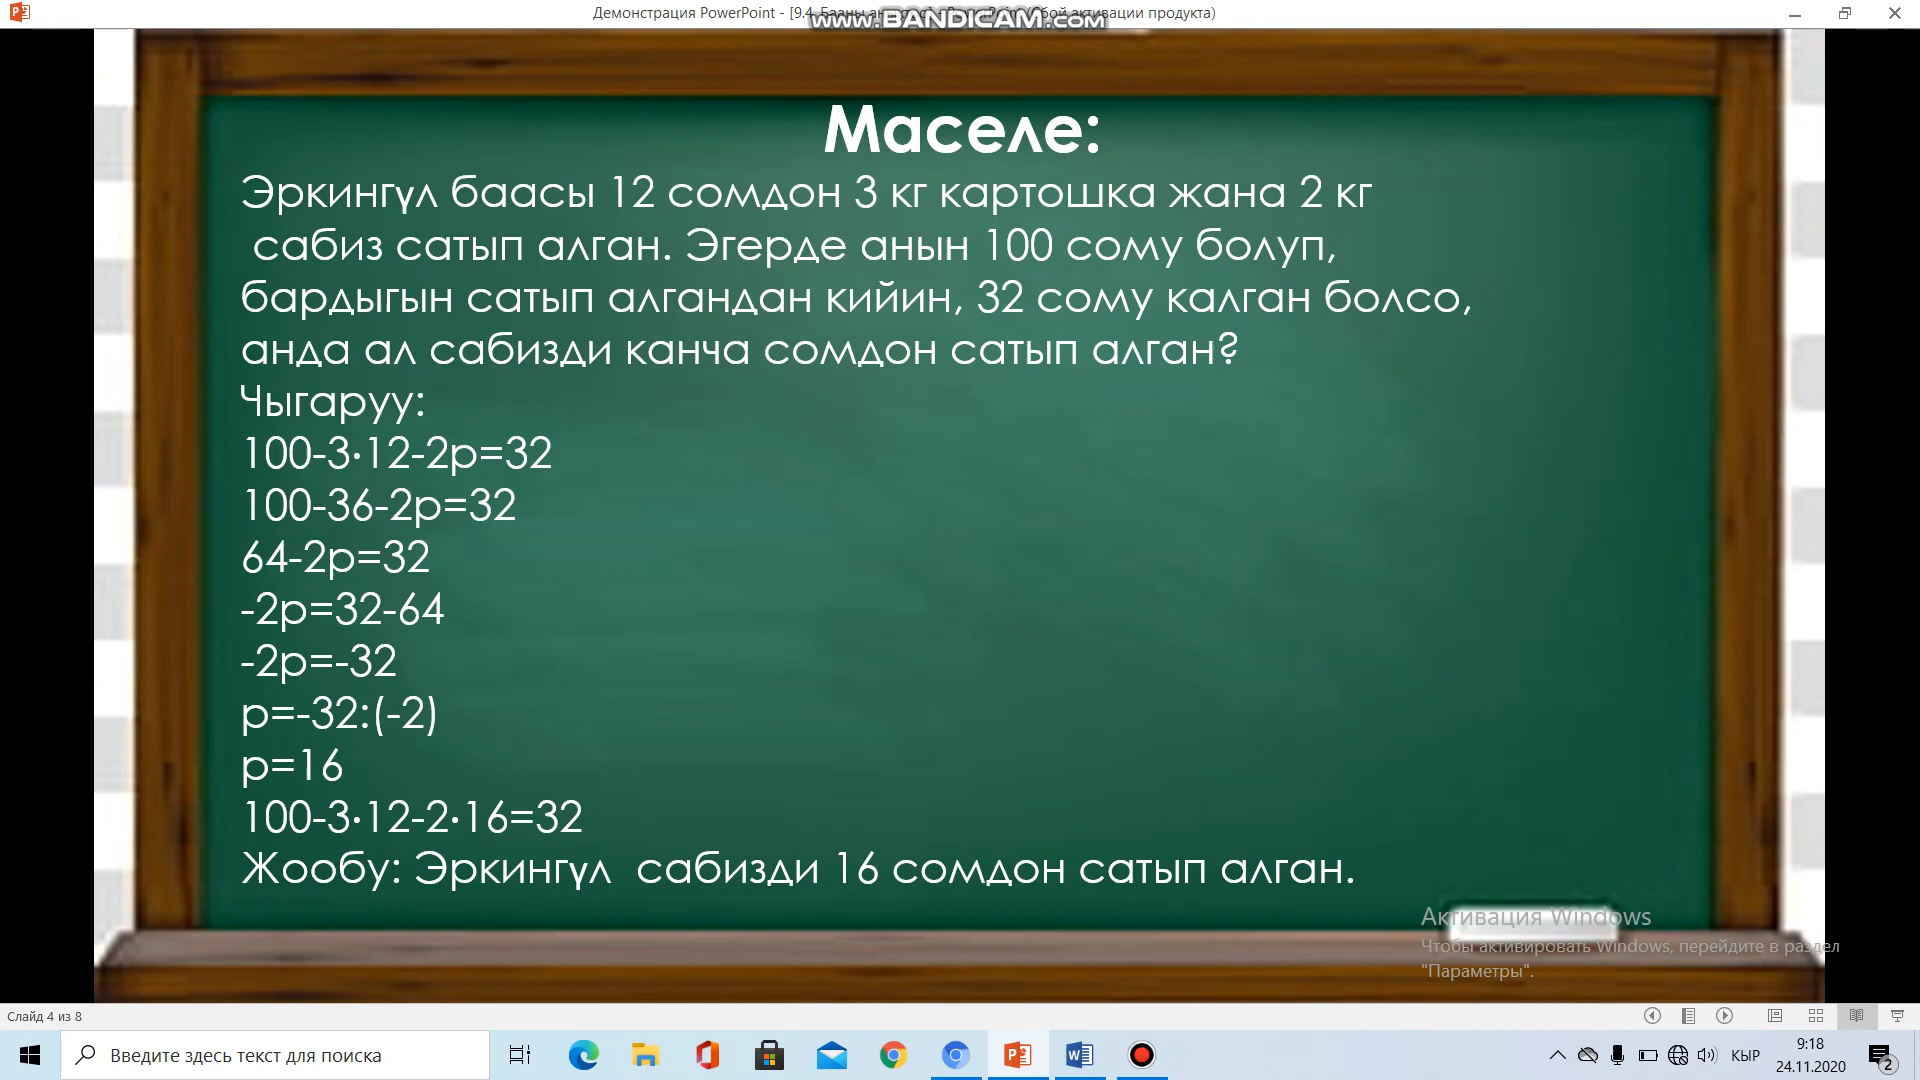 Демонстрация PowerPoint - [9.4. Бааны ан
www.BANDICAM.com
сбой активации продукта)
Маселе:
Эркингүл баасы 12 сомдон 3 кг картошка жана 2 кг
сабиз сатып алган. Эгерде анын 100 сому болуп,
бардыгын сатып алгандан кийин, 32 сому калган болсо,
анда ал сабизди канча сомдон сатып алган?
Чыгаруу:
100-3·12-2р=32
100-36-2р=32
64-2р=32
-2р=32-64
-2р=-32
р=-32:(-2)
р=16
100-3·12-2·16=32
Жообу: Эркингүл сабизди 16 сомдон сатып алган.
Активация Windows
Чтобы активировать Windows, перейдите в раздел
"Параметры".
Слайд 4 из 8
Введите здесь текст для поиска
КЫР
9:18
24.11.2020
2